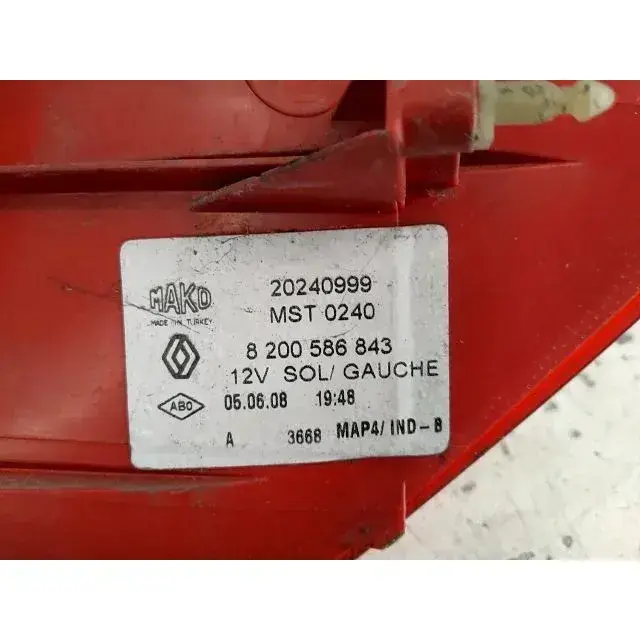 MAKO
MADE IN TURKEY
20240999
MST 0240
8 200 586 843
12V SOL/ GAUCHE
ABO
05.06.08 19:48
A 3668 MAP4/ IND-8